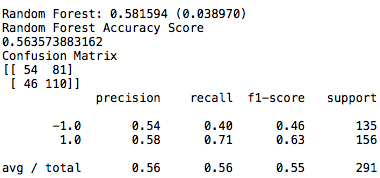 Random Forest: 0.581594 (0.038970)
Random Forest Accuracy Score
0.563573883162
Confusion Matrix
[[ 54  81]
 [ 46 110]]
             precision    recall  f1-score   support

       -1.0       0.54      0.40      0.46       135
        1.0       0.58      0.71      0.63       156

avg / total       0.56      0.56      0.55       291